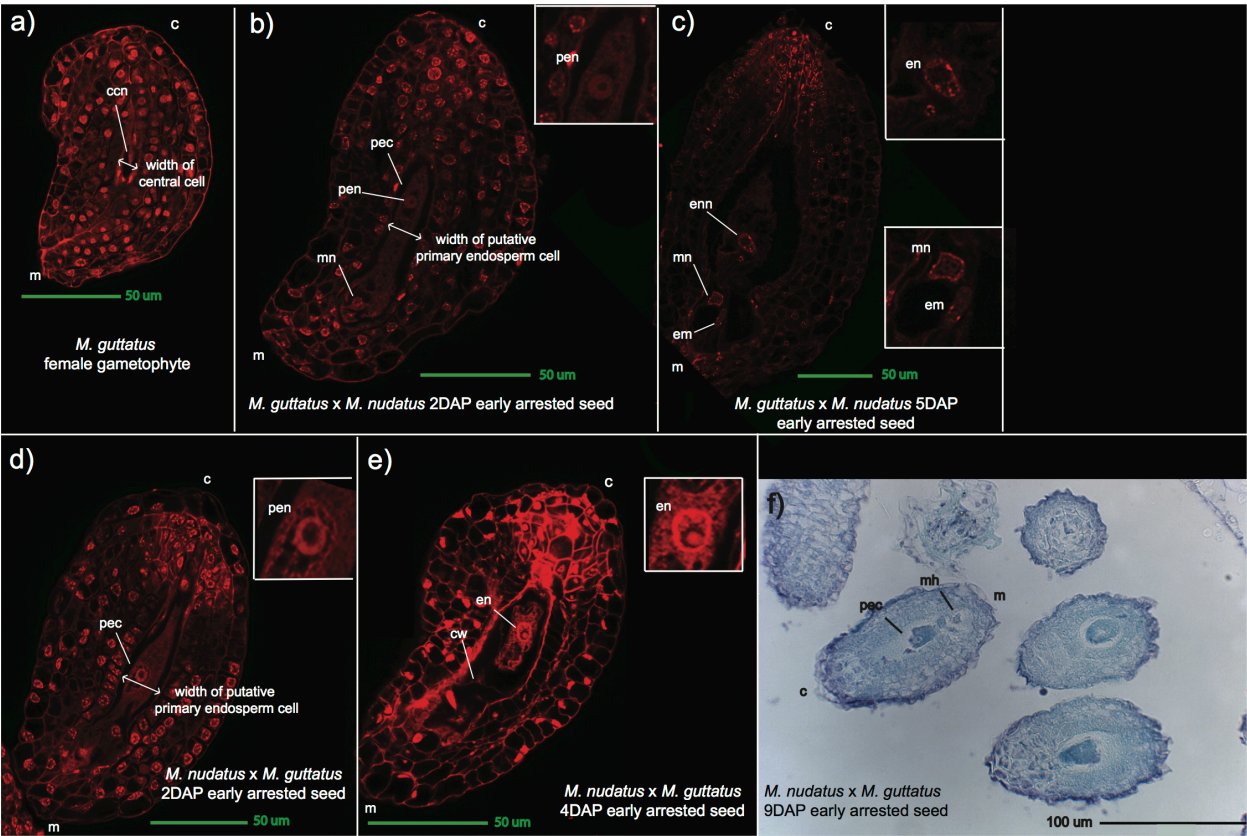 a)
c
ccn
width of
central cell
m
50 um
M. guttatus
female gametophyte
b)
c
pen
pec
pen
width of putative
primary endosperm cell
mn
m
50 um
M. guttatus x M. nudatus 2DAP early arrested seed
c)
c
en
enn
mn
em
mn
em
m
50 um
M. guttatus x M. nudatus 5DAP
early arrested seed
d)
c
pen
pec
width of putative
primary endosperm cell
M. nudatus x M. guttatus
2DAP early arrested seed
m
50 um
e)
c
en
en
cw
M. nudatus x M. guttatus
4DAP early arrested seed
m
50 um
f)
mh
m
pec
c
M. nudatus x M. guttatus
9DAP early arrested seed
100 um